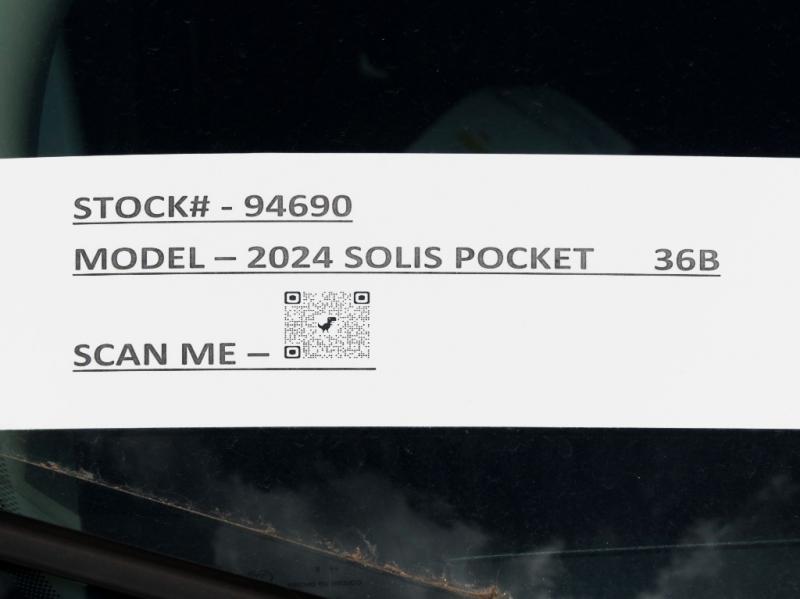 STOCK# - 94690
MODEL – 2024 SOLIS POCKET 36B
SCAN ME –